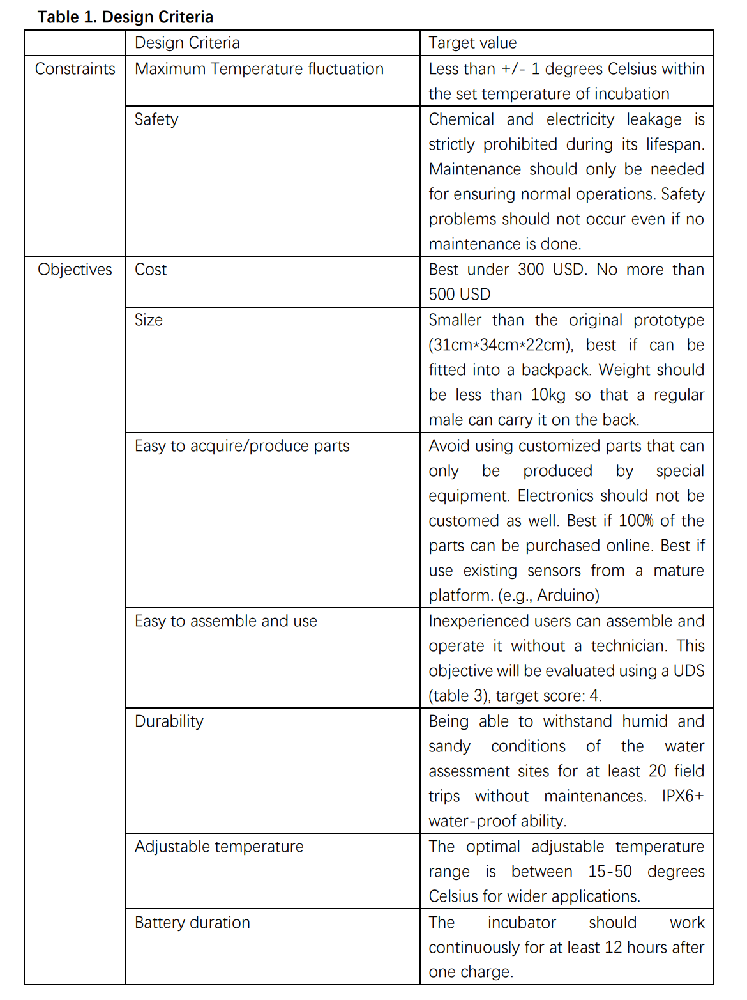 Table 1. Design Criteria
Design Criteria
Target value
Constraints
Maximum Temperature fluctuation
Less than +/- 1 degrees Celsius within
the set temperature of incubation
Safety
Chemical and electricity leakage is
strictly prohibited during its lifespan.
Maintenance should only be needed
for ensuring normal operations. Safety
problems should not occur even if no
maintenance is done.
Objectives
Cost
Best under 300 USD. No more than
500 USD
Size
Smaller than the original prototype
(31cm*34cm*22cm), best if can be
fitted into a backpack. Weight should
be less than 10kg so that a regular
male can carry it on the back.
Easy to acquire/produce parts
Avoid using customized parts that can
only be produced by special
equipment. Electronics should not be
customed as well. Best if 100% of the
parts can be purchased online. Best if
use existing sensors from a mature
platform. (e.g., Arduino)
Easy to assemble and use
Inexperienced users can assemble and
operate it without a technician. This
objective will be evaluated using a UDS
(table 3), target score: 4.
Durability
Being able to withstand humid and
sandy conditions of the water
assessment sites for at least 20 field
trips without maintenances. IPX6+
water-proof ability.
Adjustable temperature
The optimal adjustable temperature
range is between 15-50 degrees
Celsius for wider applications.
Battery duration
The incubator should work
continuously for at least 12 hours after
one charge.